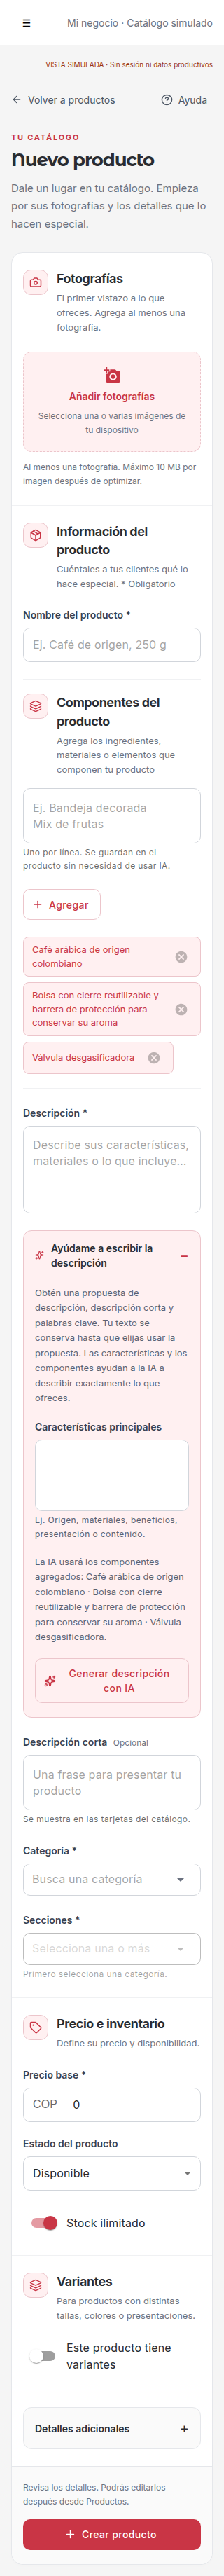 Mi negocio · Catálogo simulado
VISTA SIMULADA · Sin sesión ni datos productivos
Volver a productos
Ayuda
TU CATÁLOGO
Nuevo producto
Dale un lugar en tu catálogo. Empieza
por sus fotografías y los detalles que lo
hacen especial.
Fotografías
El primer vistazo a lo que
ofreces. Agrega al menos una
fotografía.
Añadir fotografías
Selecciona una o varias imágenes de
tu dispositivo
Al menos una fotografía. Máximo 10 MB por
imagen después de optimizar.
Información del
producto
Cuéntales a tus clientes qué lo
hace especial. * Obligatorio
Nombre del producto *
Ej. Café de origen, 250 g
Componentes del
producto
Agrega los ingredientes,
materiales o elementos que
componen tu producto
Ej. Bandeja decorada
Mix de frutas
Uno por línea. Se guardan en el
producto sin necesidad de usar IA.
+ Agregar
Café arábica de origen
colombiano
Bolsa con cierre reutilizable y
barrera de protección para
conservar su aroma
Válvula desgasificadora
Descripción *
Describe sus características,
materiales o lo que incluye...
Ayúdame a escribir la
descripción
Obtén una propuesta de
descripción, descripción corta y
palabras clave. Tu texto se
conserva hasta que elijas usar la
propuesta. Las características y los
componentes ayudan a la IA a
describir exactamente lo que
ofreces.
Características principales
Ej. Origen, materiales, beneficios,
presentación o contenido.
La IA usará los componentes
agregados: Café arábica de origen
colombiano · Bolsa con cierre
reutilizable y barrera de protección
para conservar su aroma · Válvula
desgasificadora.
Generar descripción
con IA
Descripción corta Opcional
Una frase para presentar tu
producto
Se muestra en las tarjetas del catálogo.
Categoría *
Busca una categoría
Secciones *
Selecciona una o más
Primero selecciona una categoría.
Precio e inventario
Define su precio y disponibilidad.
Precio base *
COP 0
Estado del producto
Disponible
Stock ilimitado
Variantes
Para productos con distintas
tallas, colores o presentaciones.
Este producto tiene
variantes
Detalles adicionales +
Revisa los detalles. Podrás editarlos
después desde Productos.
+ Crear producto